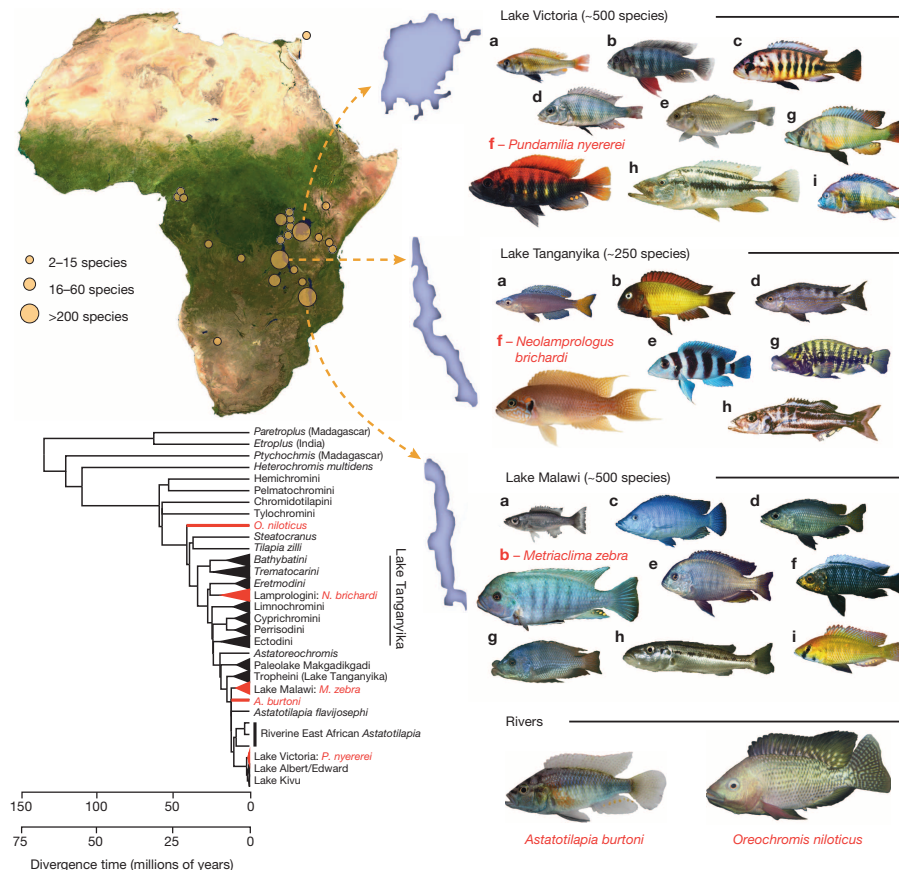 2–15 species
16–60 species
>200 species
Lake Victoria (~500 species)
a
b
c
d
e
g
f – Pundamilia nyererei
h
i
Lake Tanganyika (~250 species)
a
b
d
f – Neolamprologus
brichardi
e
g
h
Lake Malawi (~500 species)
a
c
d
b – Metriaclima zebra
e
f
g
h
i
Rivers
Astatotilapia burtoni
Oreochromis niloticus
Paretroplus (Madagascar)
Etroplus (India)
Ptychochmis (Madagascar)
Heterochromis multidens
Hemichromini
Pelmatochromini
Chromidotilapini
Tylochromini
O. niloticus
Steatocranus
Tilapia zilli
Bathybatini
Trematocarini
Eretmodini
Lamprologini: N. brichardi
Limnochromini
Cyprichromini
Perrisodini
Ectodini
Lake Tanganyika
Astatoreochromis
Paleolake Makgadikgadi
Tropheini (Lake Tanganyika)
Lake Malawi: M. zebra
A. burtoni
Astatotilapia flavijosephi
Riverine East African Astatotilapia
Lake Victoria: P. nyererei
Lake Albert/Edward
Lake Kivu
150 100 50 0
75 50 25 0
Divergence time (millions of years)